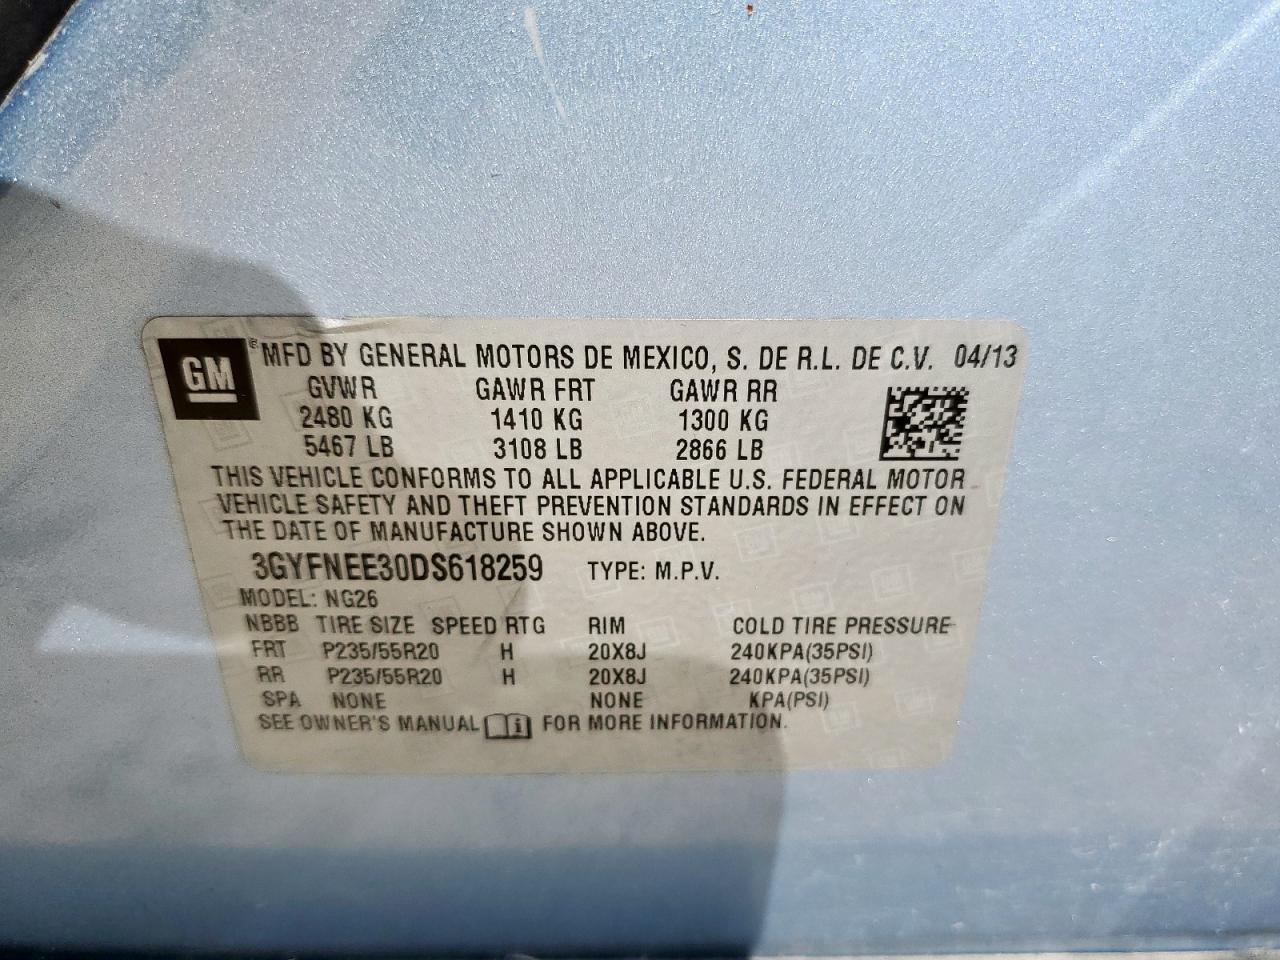 GM ® MFD BY GENERAL MOTORS DE MEXICO, S. DE R.L. DE C.V. 04/13
GVWR GAWR FRT GAWR RR
2480 KG 1410 KG 1300 KG
5467 LB 3108 LB 2866 LB
THIS VEHICLE CONFORMS TO ALL APPLICABLE U.S. FEDERAL MOTOR
VEHICLE SAFETY AND THEFT PREVENTION STANDARDS IN EFFECT ON
THE DATE OF MANUFACTURE SHOWN ABOVE.
3GYFNEE30DS618259 TYPE: M.P.V.
MODEL: NG26
NBBB TIRE SIZE SPEED RTG RIM COLD TIRE PRESSURE
FRT P235/55R20 H 20X8J 240KPA(35PSI)
RR P235/55R20 H 20X8J 240KPA(35PSI)
SPA NONE NONE KPA(PSI)
SEE OWNER'S MANUAL i FOR MORE INFORMATION.